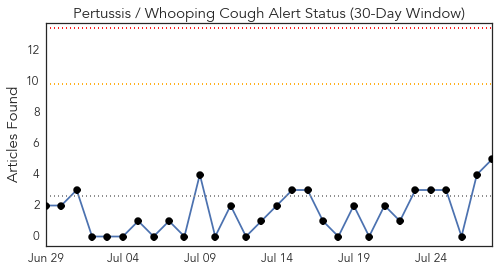 Pertussis / Whooping Cough Alert Status (30-Day Window)
Articles Found
12
10
8
6
4
2
0
Jun 29 Jul 04 Jul 09 Jul 14 Jul 19 Jul 24